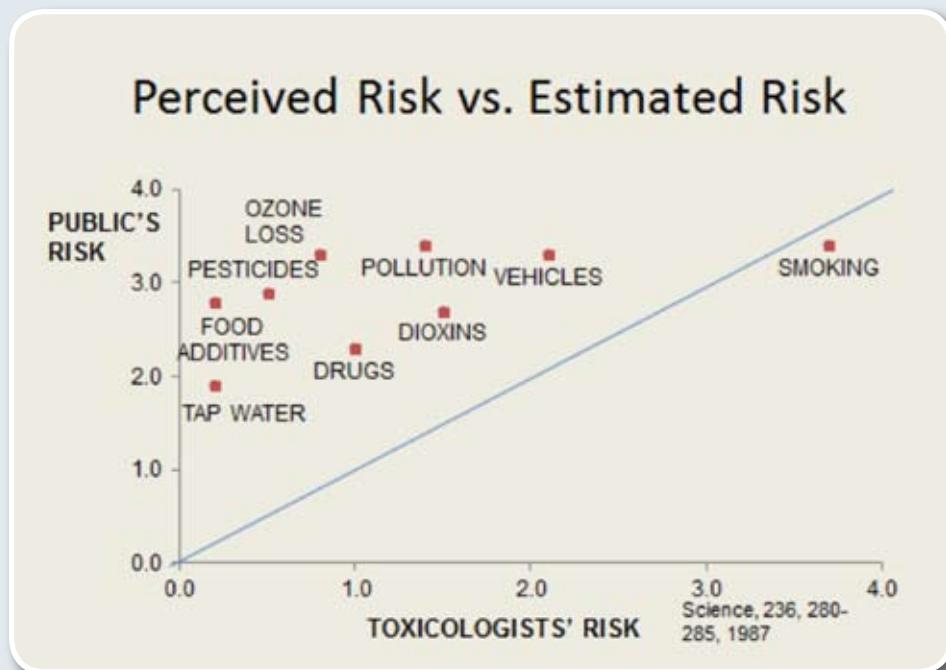 Perceived Risk vs. Estimated Risk
4.0
PUBLIC'S
RISK
OZONE
LOSS
PESTICIDES
POLLUTION
VEHICLES
SMOKING
3.0
FOOD
ADDITIVES
DIOXINS
DRUGS
2.0
TAP WATER
1.0
0.0
0.0
1.0
2.0
3.0
4.0
TOXICOLOGISTS' RISK
Science, 236, 280-
285, 1987